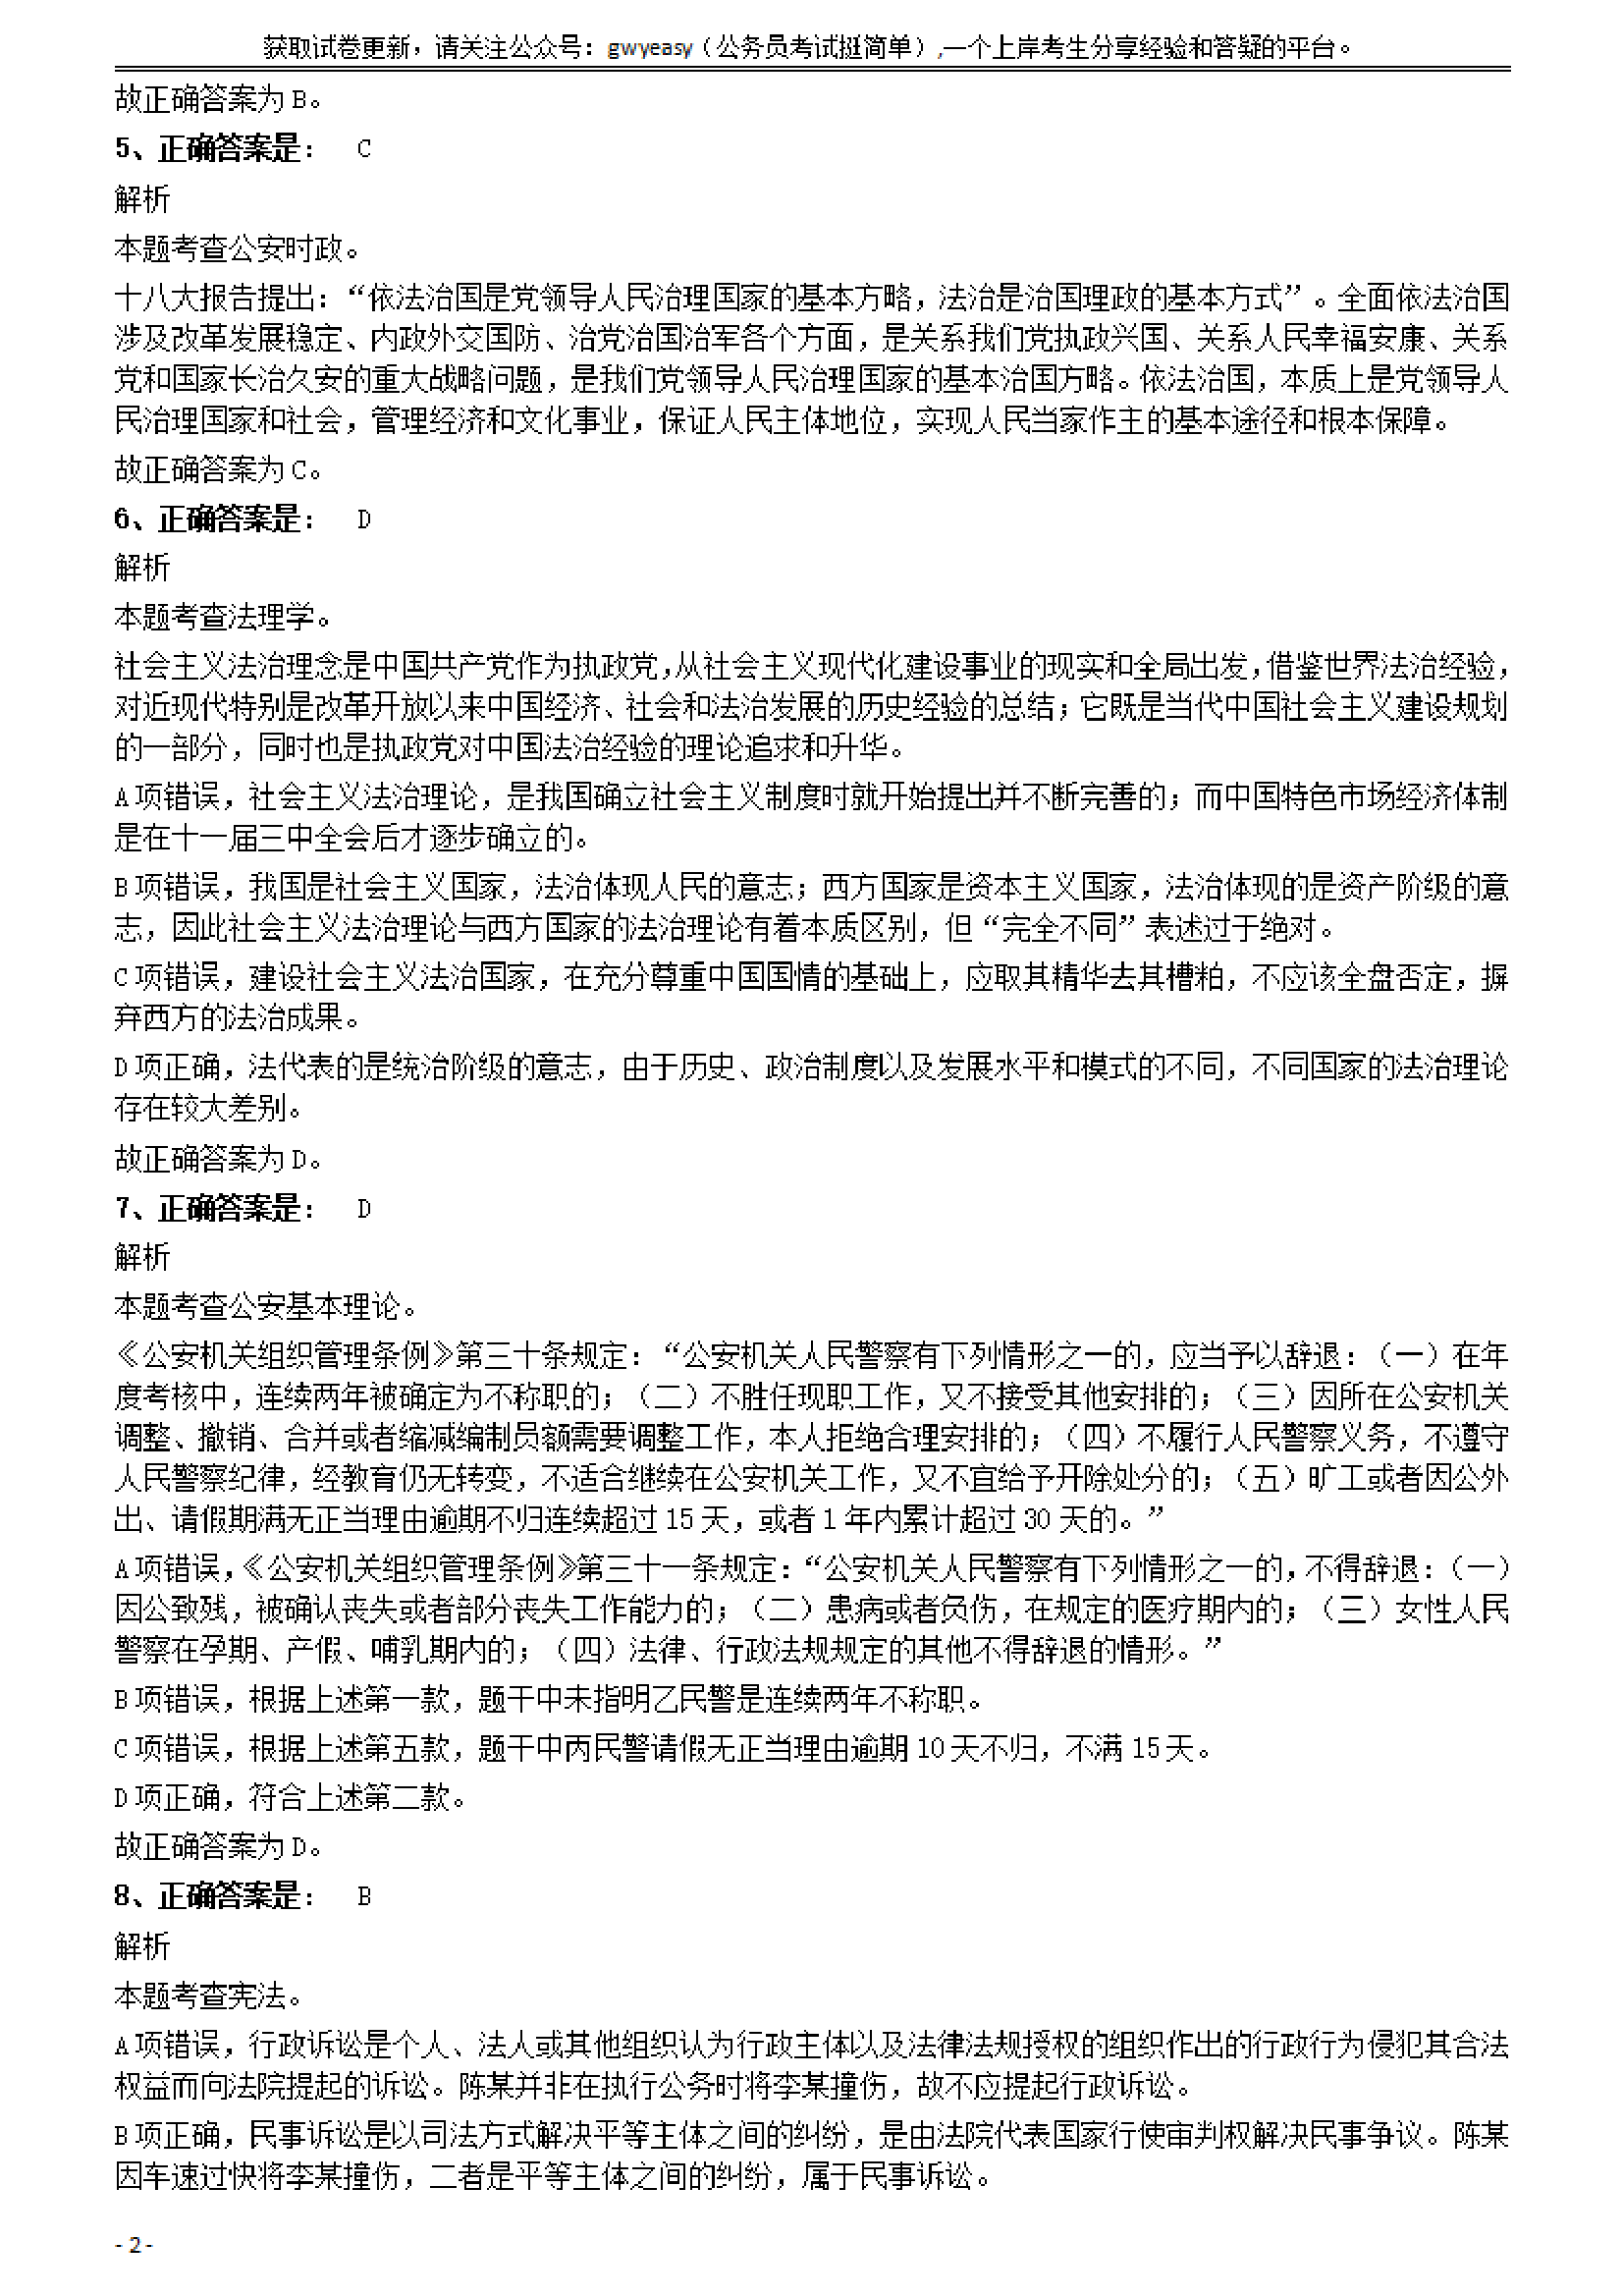 获取试卷更新，请关注公众号：gwyeasy（公务员考试挺简单）,一个上岸考生分享经验和答疑的平台。
故正确答案为 B。
5、正确答案是： C
解析
本题考查公安时政。
十八大报告提出：“依法治国是党领导人民治理国家的基本方略，法治是治国理政的基本方式”。全面依法治国
涉及改革发展稳定、内政外交国防、治党治国治军各个方面，是关系我们党执政兴国、关系人民幸福安康、关系
党和国家长治久安的重大战略问题，是我们党领导人民治理国家的基本治国方略。依法治国，本质上是党领导人
民治理国家和社会，管理经济和文化事业，保证人民主体地位，实现人民当家作主的基本途径和根本保障。
故正确答案为 C。
6、正确答案是： D
解析
本题考查法理学。
社会主义法治理念是中国共产党作为执政党，从社会主义现代化建设事业的现实和全局出发，借鉴世界法治经验，
对近现代特别是改革开放以来中国经济、社会和法治发展的历史经验的总结；它既是当代中国社会主义建设规划
的一部分，同时也是执政党对中国法治经验的理论追求和升华。
A 项错误，社会主义法治理论，是我国确立社会主义制度时就开始提出并不断完善的；而中国特色市场经济体制
是在十一届三中全会后才逐步确立的。
B 项错误，我国是社会主义国家，法治体现人民的意志；西方国家是资本主义国家，法治体现的是资产阶级的意
志，因此社会主义法治理论与西方国家的法治理论有着本质区别，但“完全不同”表述过于绝对。
C 项错误，建设社会主义法治国家，在充分尊重中国国情的基础上，应取其精华去其槽粕，不应该全盘否定，摒
弃西方的法治成果。
D 项正确，法代表的是统治阶级的意志，由于历史、政治制度以及发展水平和模式的不同，不同国家的法治理论
存在较大差别。
故正确答案为 D。
7、正确答案是： D
解析
本题考查公安基本理论。
《公安机关组织管理条例》第三十条规定：“公安机关人民警察有下列情形之一的，应当予以辞退：（一）在年
度考核中，连续两年被确定为不称职的；（二）不胜任现职工作，又不接受其他安排的；（三）因所在公安机关
调整、撤销、合并或者缩减编制员额需要调整工作，本人拒绝合理安排的；（四）不履行人民警察义务，不遵守
人民警察纪律，经教育仍无转变，不适合继续在公安机关工作，又不宜给予开除处分的；（五）旷工或者因公外
出、请假期满无正当理由逾期不归连续超过 15 天，或者 1 年内累计超过 30 天的。”
A 项错误，《公安机关组织管理条例》第三十一条规定：“公安机关人民警察有下列情形之一的，不得辞退：（一）
因公致残，被确认丧失或者部分丧失工作能力的；（二）患病或者负伤，在规定的医疗期内的；（三）女性人民
警察在孕期、产假、哺乳期内的；（四）法律、行政法规规定的其他不得辞退的情形。”
B 项错误，根据上述第一款，题干中未指明乙民警是连续两年不称职。
C 项错误，根据上述第五款，题干中丙民警请假无正当理由逾期 10 天不归，不满 15 天。
D 项正确，符合上述第二款。
故正确答案为 D。
8、正确答案是： B
解析
本题考查宪法。
A 项错误，行政诉讼是个人、法人或其他组织认为行政主体以及法律法规授权的组织作出的行政行为侵犯其合法
权益而向法院提起的诉讼。陈某并非在执行公务时将李某撞伤，故不应提起行政诉讼。
B 项正确，民事诉讼是以司法方式解决平等主体之间的纠纷，是由法院代表国家行使审判权解决民事争议。陈某
因车速过快将李某撞伤，二者是平等主体之间的纠纷，属于民事诉讼。
- 2 -